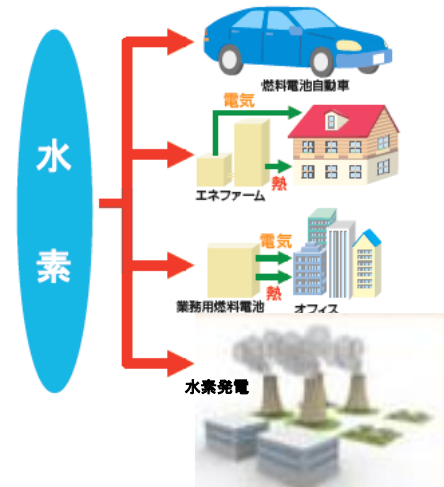 水素
燃料電池自動車
電気
熱
エネファーム
電気
熱
業務用燃料電池
オフィス
水素発電